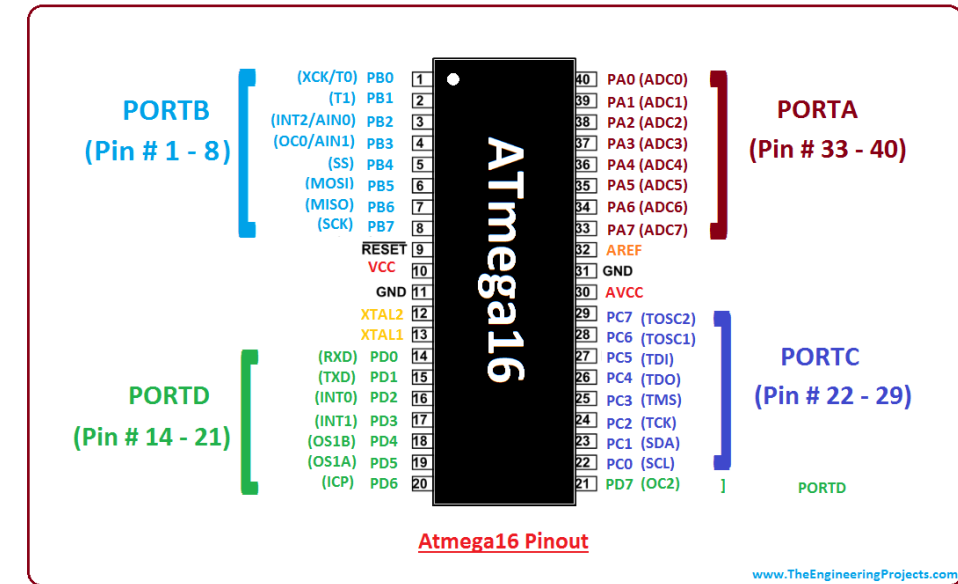 (XCK/T0) PB0 1
(T1) PB1 2
(INT2/AIN0) PB2 3
(OC0/AIN1) PB3 4
(SS) PB4 5
(MOSI) PB5 6
(MISO) PB6 7
(SCK) PB7 8
PORTB
(Pin # 1 - 8)
RESET 9
VCC 10
GND 11
XTAL2 12
XTAL1 13
(RXD) PD0 14
(TXD) PD1 15
(INT0) PD2 16
(INT1) PD3 17
(OS1B) PD4 18
(OS1A) PD5 19
(ICP) PD6 20
PORTD
(Pin # 14 - 21)
ATmega16
40 PA0 (ADC0)
39 PA1 (ADC1)
38 PA2 (ADC2)
37 PA3 (ADC3)
36 PA4 (ADC4)
35 PA5 (ADC5)
34 PA6 (ADC6)
33 PA7 (ADC7)
PORTA
(Pin # 33 - 40)
32 AREF
31 GND
30 AVCC
29 PC7 (TOSC2)
28 PC6 (TOSC1)
27 PC5 (TDI)
26 PC4 (TDO)
25 PC3 (TMS)
24 PC2 (TCK)
23 PC1 (SDA)
22 PC0 (SCL)
PORTC
(Pin # 22 - 29)
21 PD7 (OC2) ] PORTD
Atmega16 Pinout
www.TheEngineeringProjects.com